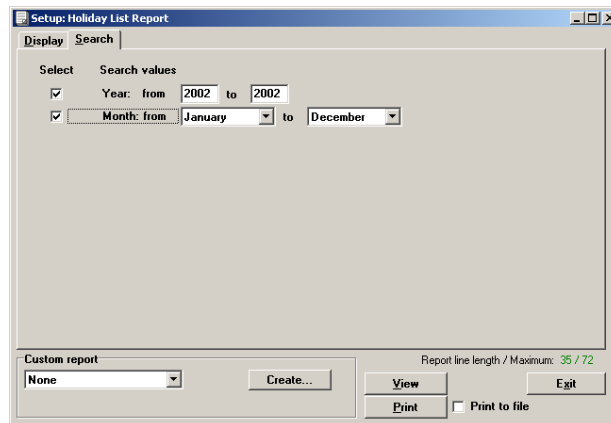 Setup: Holiday List Report
Display Search
Select Search values
Year: from 2002 to 2002
Month: from January to December
Custom report
None Create...
Report line length / Maximum: 35 / 72
View Exit
Print Print to file